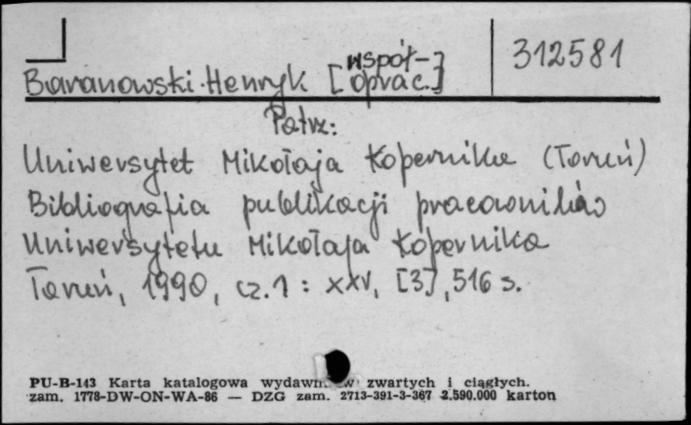 Baranowski Henryk [współ-
oprac.]
312581
Patrz:
Uniwersytet Mikołaja Kopernika (Toruń)
Bibliografia publikacji pracowników
Uniwersytetu Mikołaja Kopernika
Toruń, 1990, cz. 1 : XXV, [3], 516 s.
PU-B-143 Karta katalogowa zwartych i ciągłych.
zam. 1778-DW-ON-WA-86 — DZG zam. 2713-391-3-367 2.590.000 karton